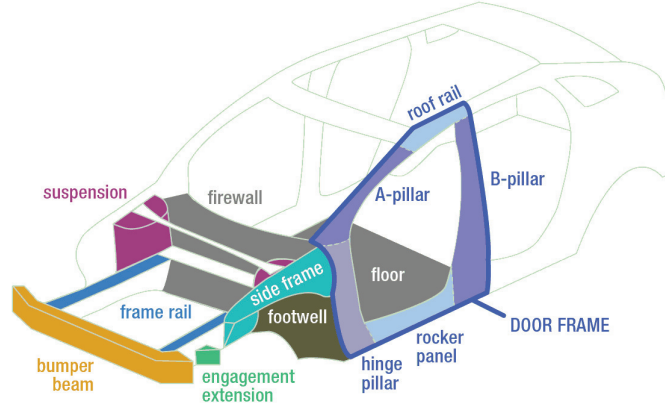 roof rail
suspension
firewall
A-pillar
B-pillar
side frame
floor
frame rail
footwell
DOOR FRAME
rocker
panel
hinge
pillar
bumper
beam
engagement
extension